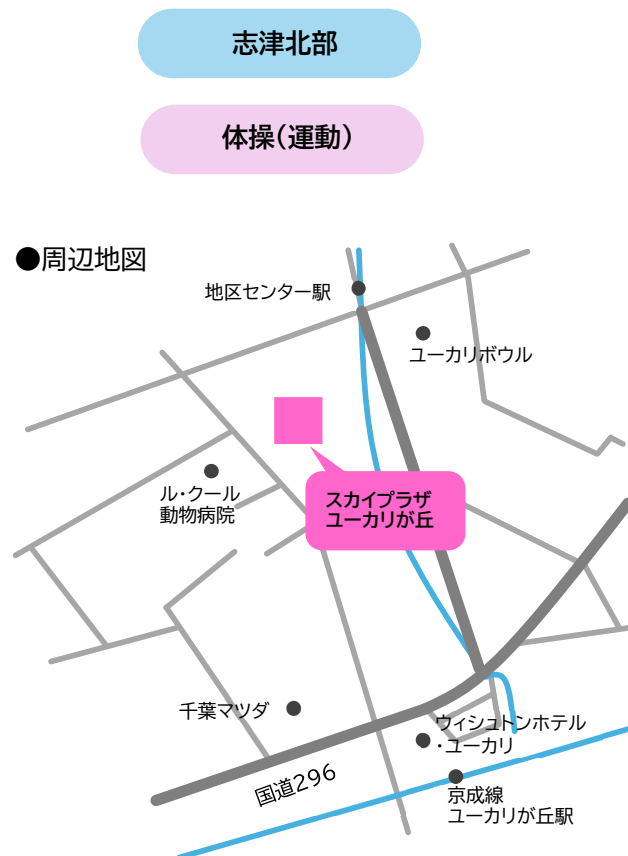 志津北部
体操(運動)
●周辺地図
地区センター駅
ユーカリボウル
ル・クール
動物病院
スカイプラザ
ユーカリが丘
千葉マツダ
ウィシュトンホテル
・ユーカリ
国道296
京成線
ユーカリが丘駅